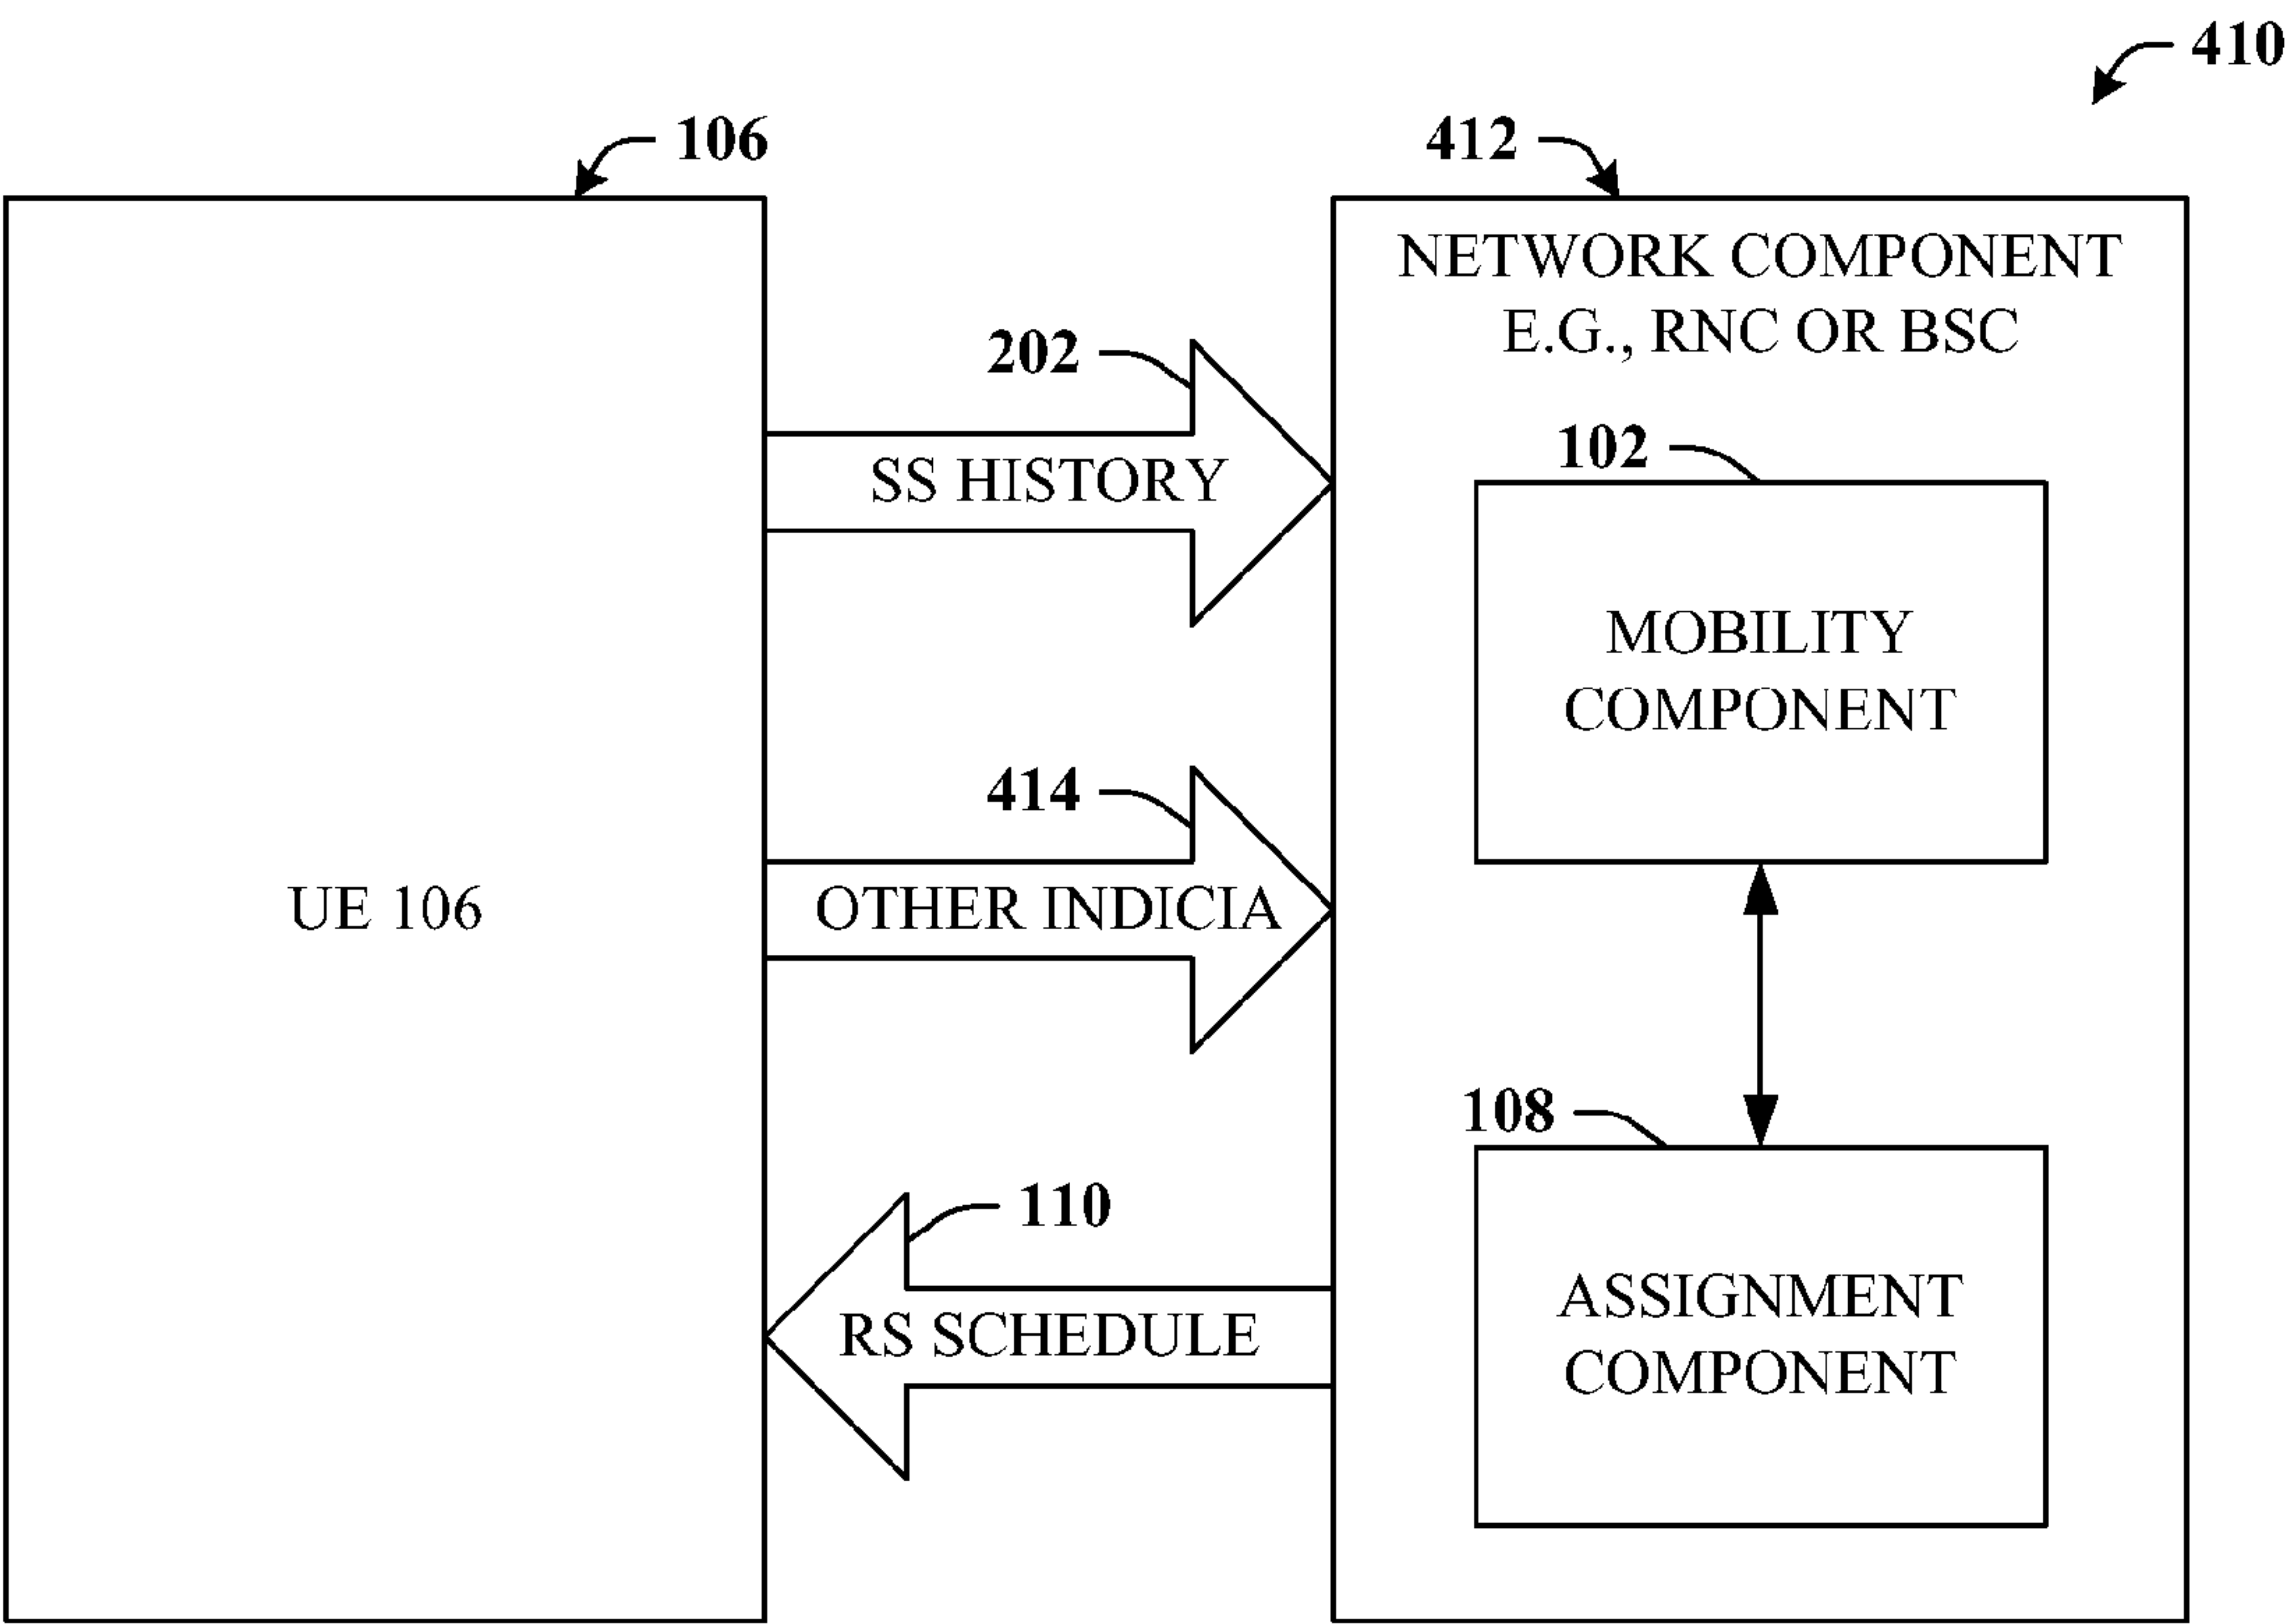 410
106
412
NETWORK COMPONENT
E.G., RNC OR BSC
202
SS HISTORY
102
MOBILITY
COMPONENT
414
UE 106
OTHER INDICIA
108
110
RS SCHEDULE
ASSIGNMENT
COMPONENT